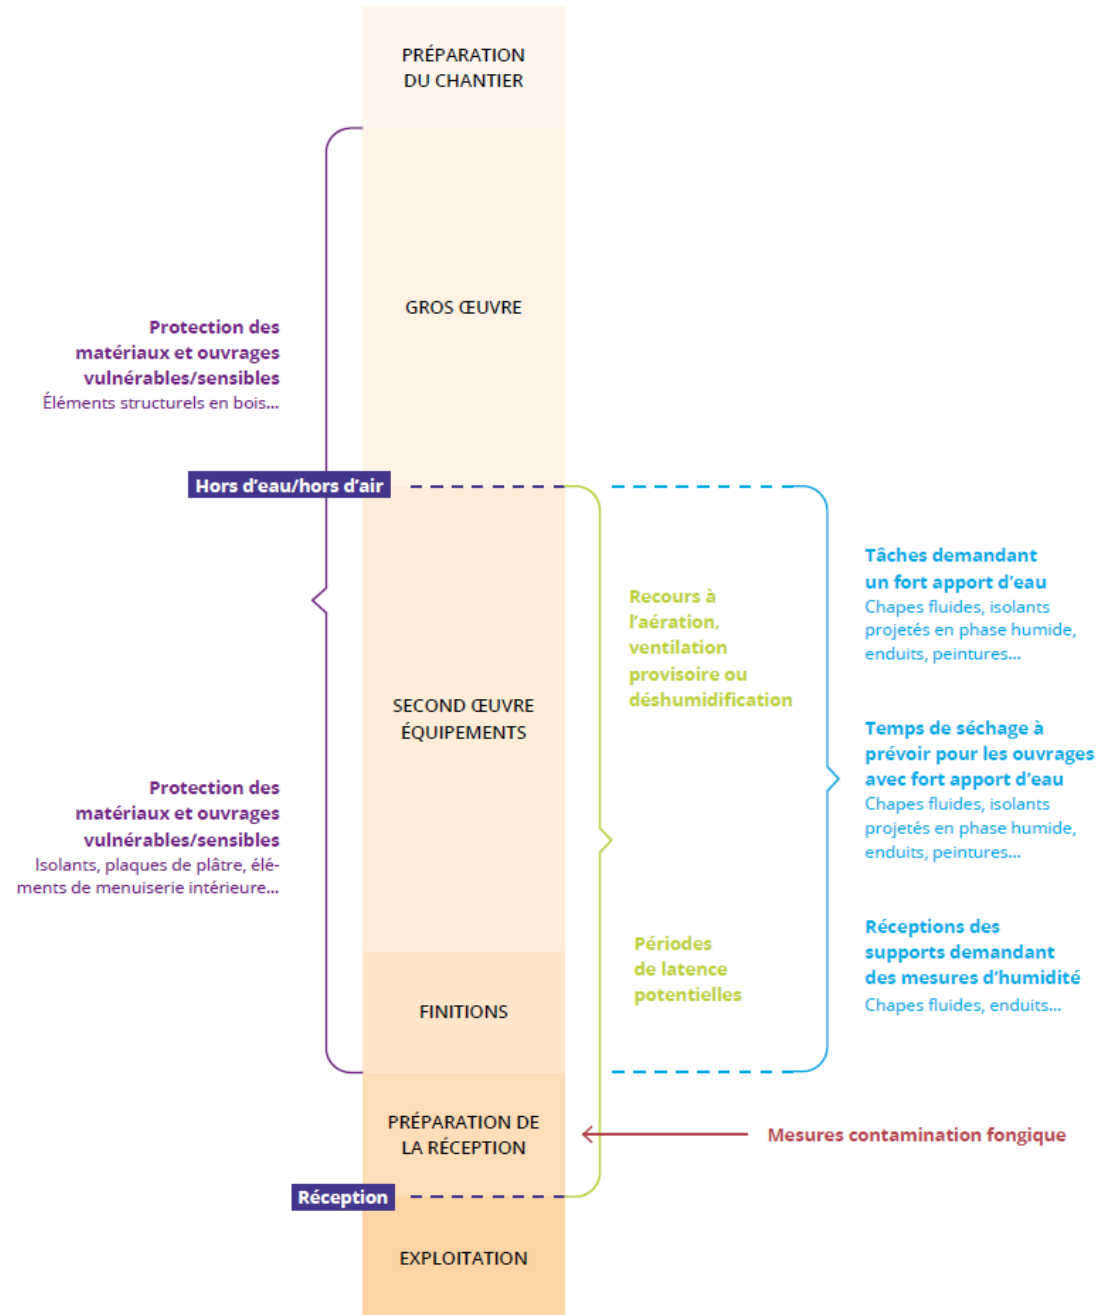 PRÉPARATION
DU CHANTIER
GROS ŒUVRE
Protection des
matériaux et ouvrages
vulnérables/sensibles
Éléments structurels en bois...
Hors d'eau/hors d'air
Tâches demandant
un fort apport d'eau
Chapes fluides, isolants
projetés en phase humide,
enduits, peintures...
Recours à
l'aération,
ventilation
provisoire ou
déshumidification
SECOND ŒUVRE
ÉQUIPEMENTS
Temps de séchage à
prévoir pour les ouvrages
avec fort apport d'eau
Chapes fluides, isolants
projetés en phase humide,
enduits, peintures...
Protection des
matériaux et ouvrages
vulnérables/sensibles
Isolants, plaques de plâtre, élé-
ments de menuiserie intérieure...
Périodes
de latence
potentielles
Réceptions des
supports demandant
des mesures d'humidité
Chapes fluides, enduits...
FINITIONS
PRÉPARATION DE
LA RÉCEPTION
Mesures contamination fongique
Réception
EXPLOITATION